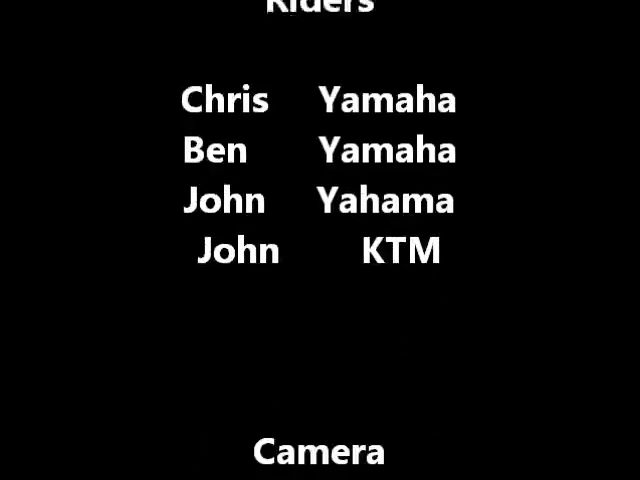 Riders
Chris Yamaha
Ben Yamaha
John Yahama
John KTM
Camera